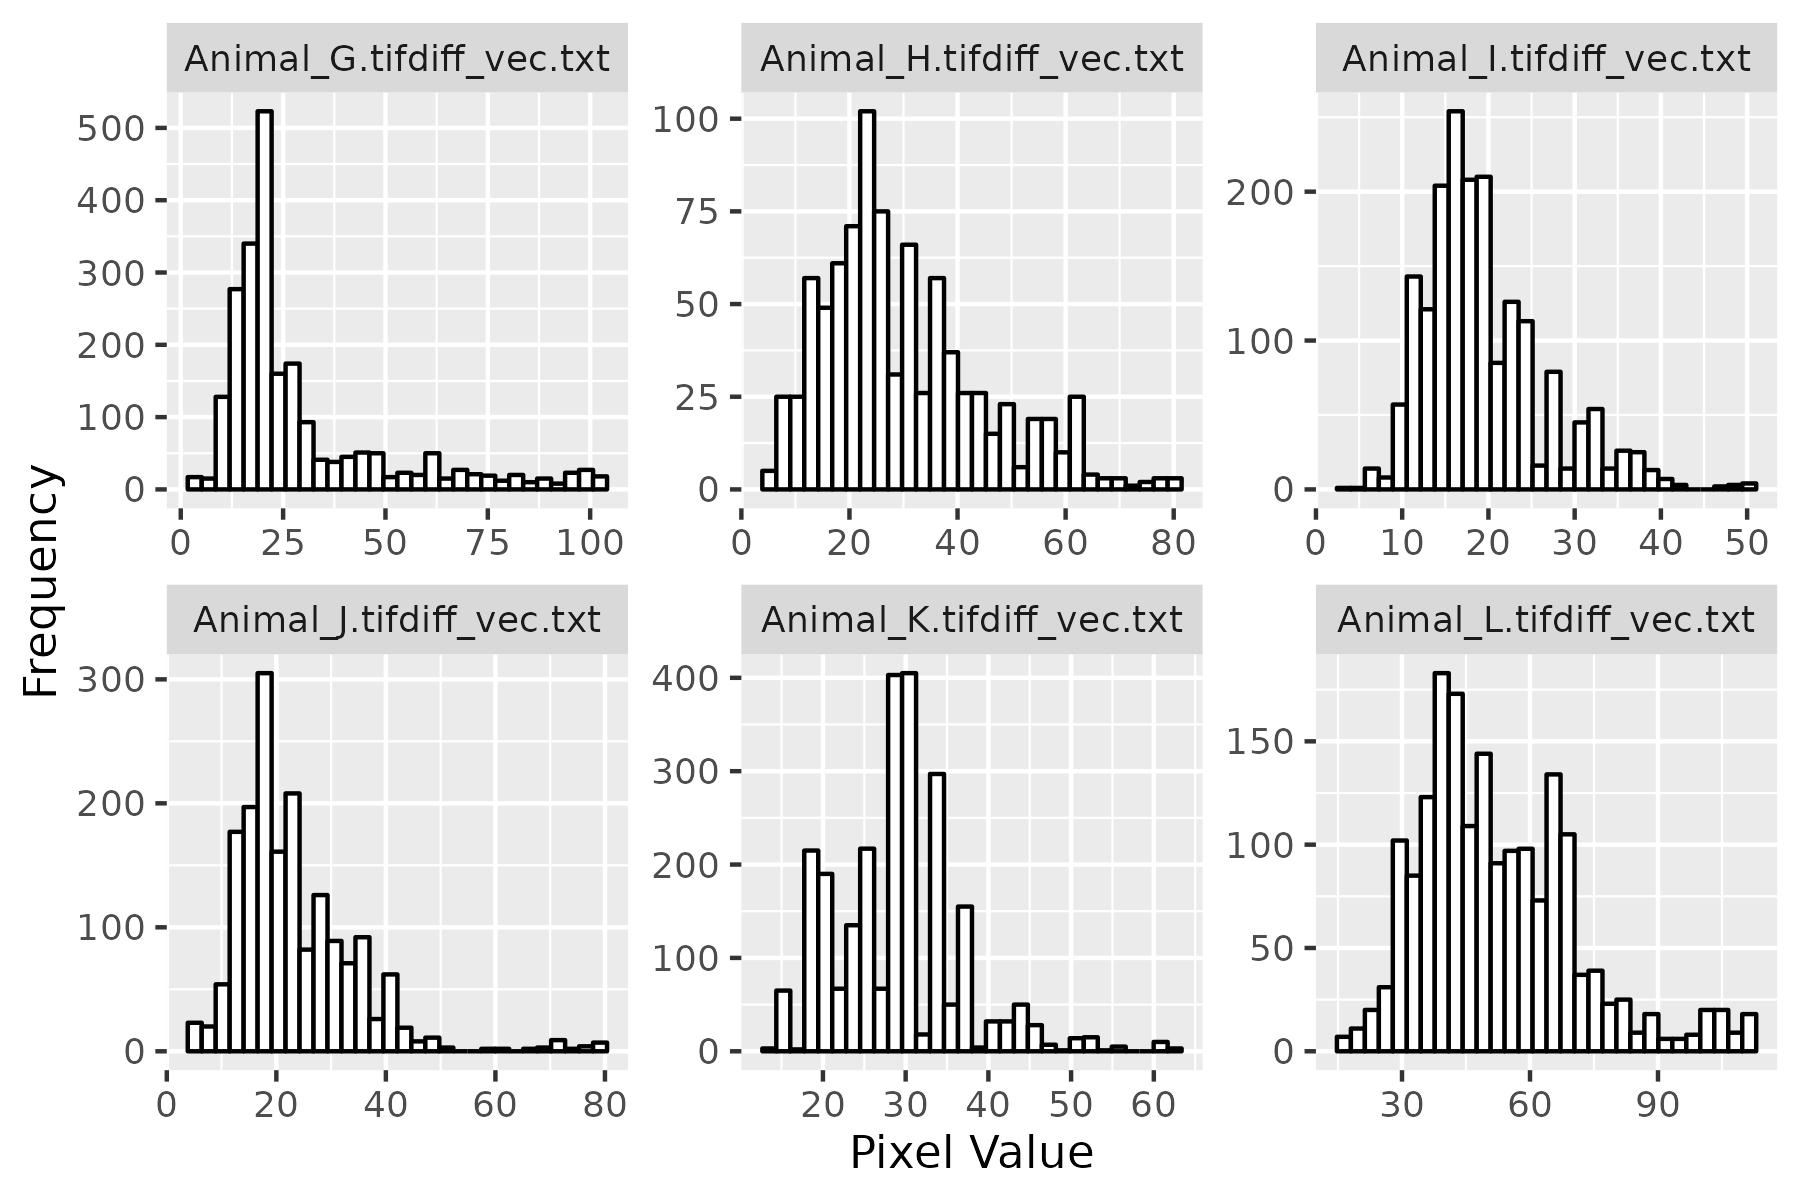 Animal_G.tifdiff_vec.txt Animal_H.tifdiff_vec.txt Animal_I.tifdiff_vec.txt
500
400
300
200
100
0
0 25 50 75 100
100
75
50
25
0
0 20 40 60 80
200
100
0
0 10 20 30 40 50
Frequency
Animal_J.tifdiff_vec.txt Animal_K.tifdiff_vec.txt Animal_L.tifdiff_vec.txt
300
200
100
0
0 20 40 60 80
400
300
200
100
0
20 30 40 50 60
150
100
50
0
30 60 90
Pixel Value